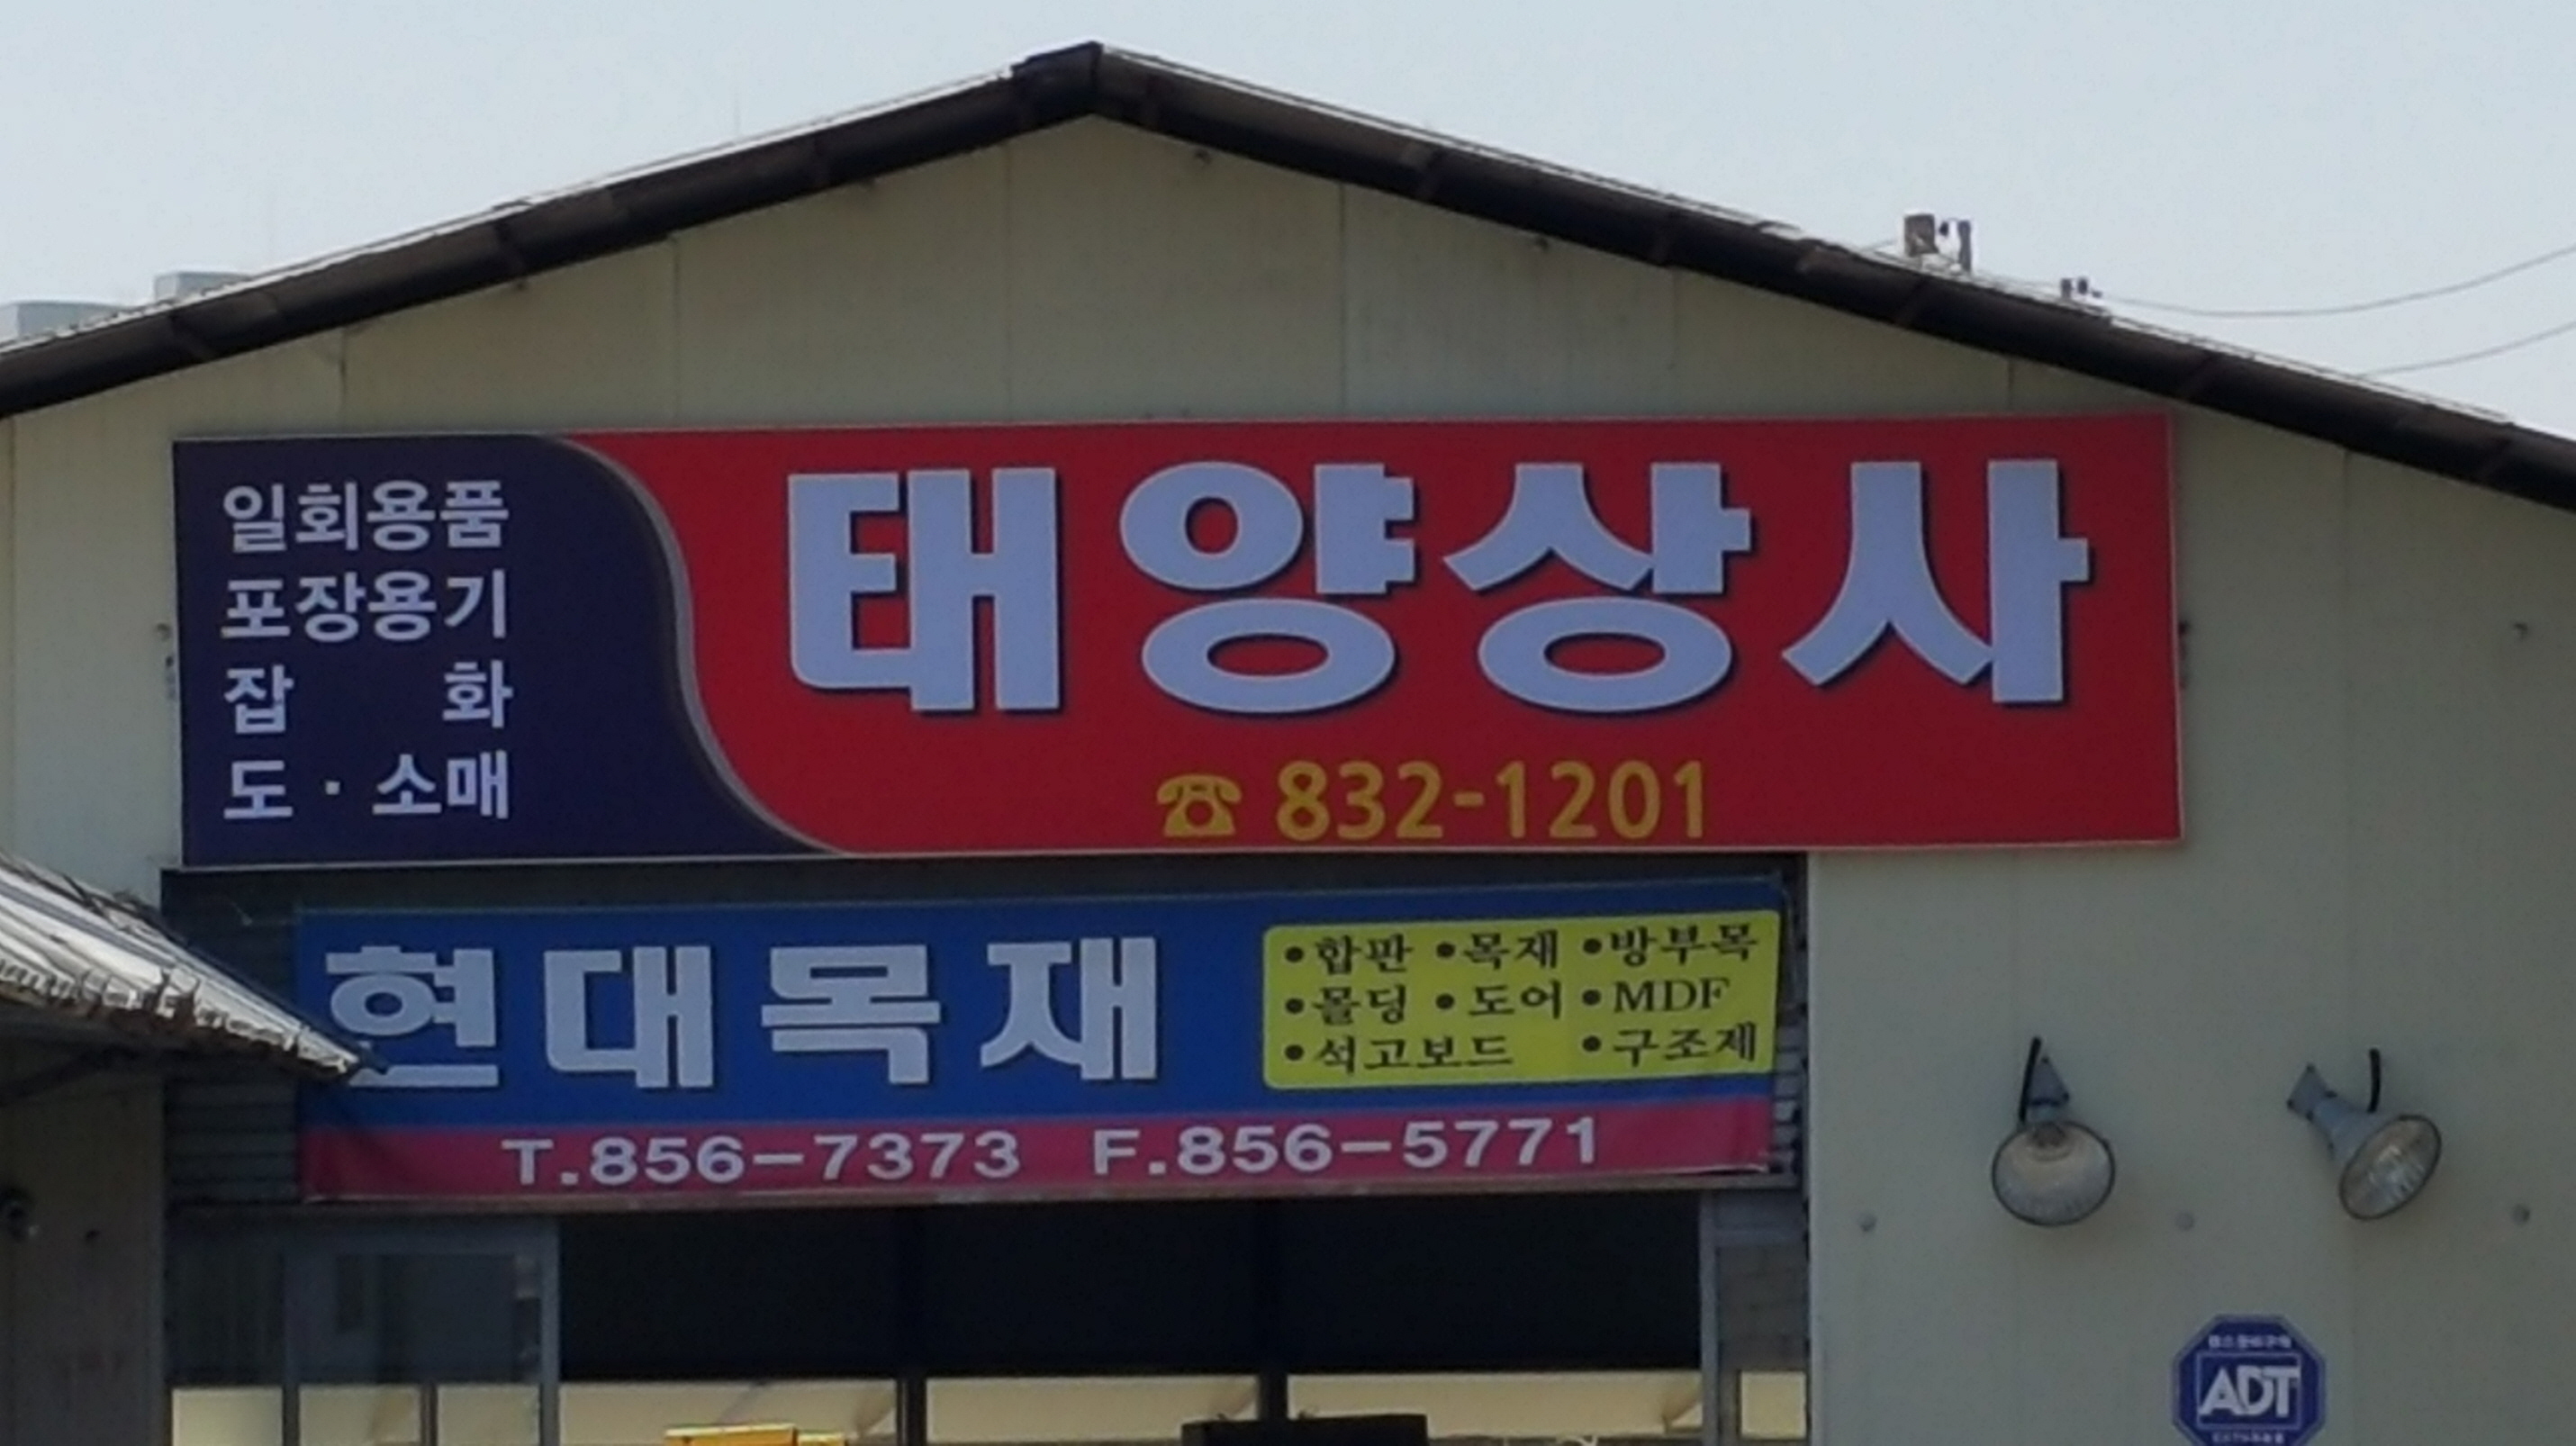 일회용품
포장용기
잡 화
도·소매
태양상사
☎ 832-1201
현대목재
•합판 •목재 •방부목
•몰딩 •도어 •MDF
•석고보드 •구조제
T.856-7373 F.856-5771
ADT